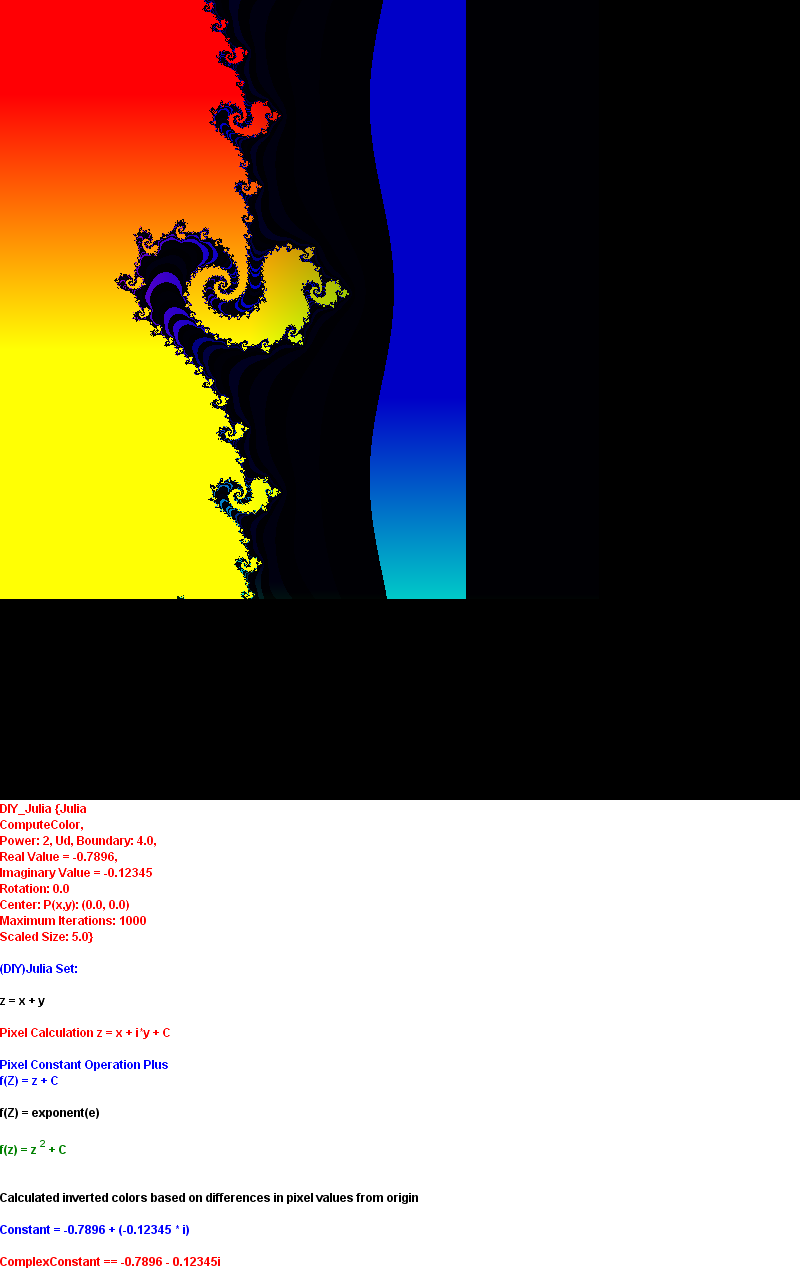 DIY_Julia {Julia
ComputeColor,
Power: 2, Ud, Boundary: 4.0,
Real Value = -0.7896,
Imaginary Value = -0.12345
Rotation: 0.0
Center: P(x,y): (0.0, 0.0)
Maximum Iterations: 1000
Scaled Size: 5.0}
(DIY)Julia Set:
z = x + y
Pixel Calculation z = x + i*y + C
Pixel Constant Operation Plus
f(Z) = z + C
f(Z) = exponent(e)
f(z) = z ² + C
Calculated inverted colors based on differences in pixel values from origin
Constant = -0.7896 + (-0.12345 * i)
ComplexConstant == -0.7896 - 0.12345i